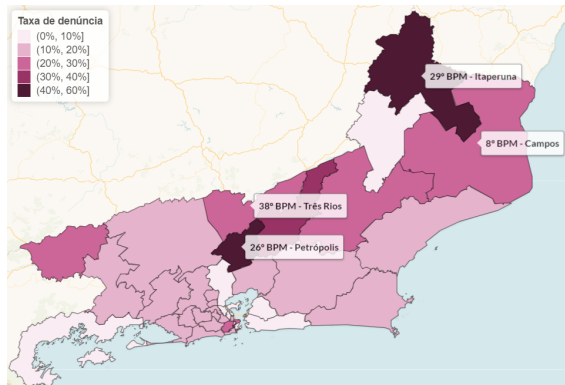 Taxa de denúncia
(0%, 10%]
(10%, 20%]
(20%, 30%]
(30%, 40%]
(40%, 60%]
29º BPM - Itaperuna
8º BPM - Campos
38º BPM - Três Rios
26º BPM - Petrópolis